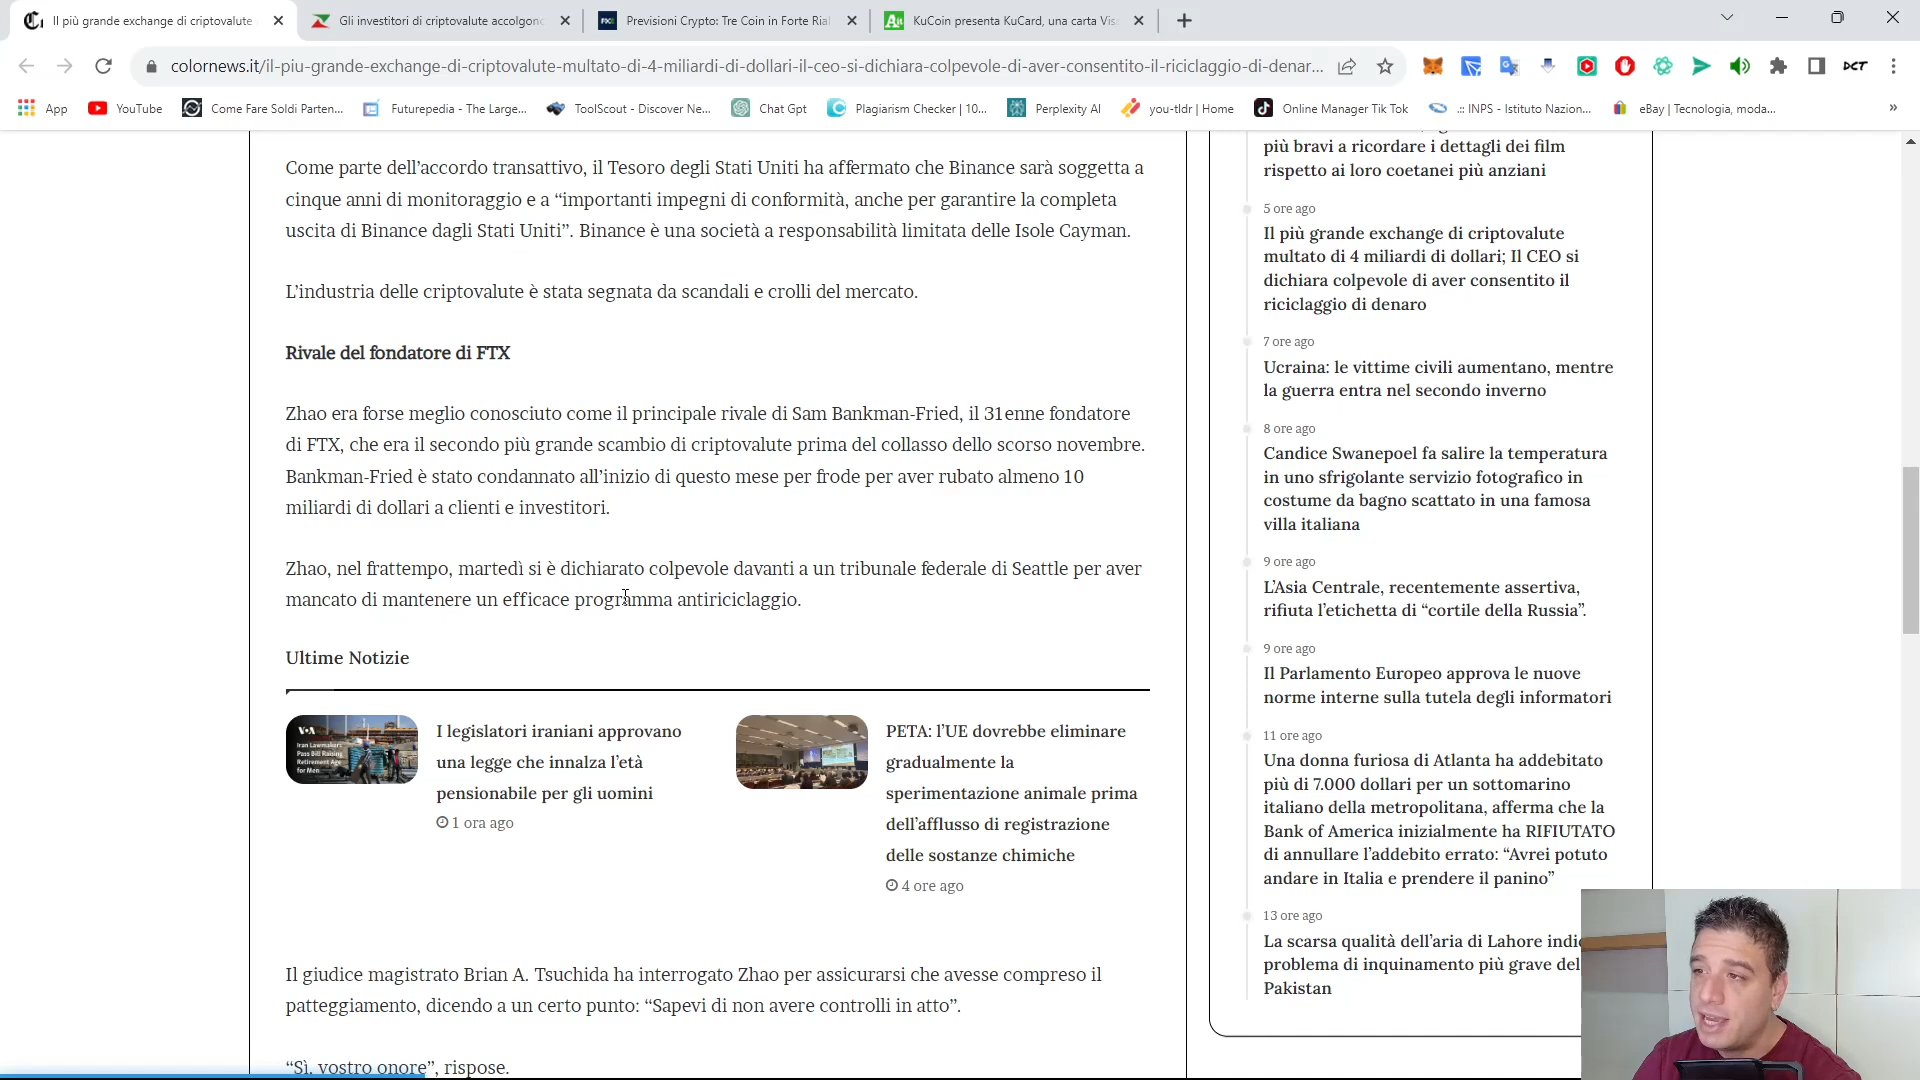 Il più grande exchange di criptovalute
Gli investitori di criptovalute accolgon
Previsioni Crypto: Tre Coin in Forte Rial
KuCoin presenta KuCard, una carta Vis
colornews.it/il-piu-grande-exchange-di-criptovalute-multato-di-4-miliardi-di-dollari-il-ceo-si-dichiara-colpevole-di-aver-consentito-il-riciclaggio-di-denar...
App
YouTube
Come Fare Soldi Parten...
Futurepedia - The Large...
ToolScout - Discover Ne...
Chat Gpt
Plagiarism Checker | 10...
Perplexity AI
you-tldr | Home
Online Manager Tik Tok
.:: INPS - Istituto Nazion...
eBay | Tecnologia, moda...
»
Come parte dell’accordo transattivo, il Tesoro degli Stati Uniti ha affermato che Binance sarà soggetta a
cinque anni di monitoraggio e a “importanti impegni di conformità, anche per garantire la completa
uscita di Binance dagli Stati Uniti”. Binance è una società a responsabilità limitata delle Isole Cayman.
L’industria delle criptovalute è stata segnata da scandali e crolli del mercato.
Rivale del fondatore di FTX
Zhao era forse meglio conosciuto come il principale rivale di Sam Bankman-Fried, il 31enne fondatore
di FTX, che era il secondo più grande scambio di criptovalute prima del collasso dello scorso novembre.
Bankman-Fried è stato condannato all’inizio di questo mese per frode per aver rubato almeno 10
miliardi di dollari a clienti e investitori.
Zhao, nel frattempo, martedì si è dichiarato colpevole davanti a un tribunale federale di Seattle per aver
mancato di mantenere un efficace programma antiriciclaggio.
Ultime Notizie
VOA
Iran Lawmakers
Pass Bill Raising
Retirement Age
for Men
I legislatori iraniani approvano
una legge che innalza l’età
pensionabile per gli uomini
1 ora ago
PETA: l’UE dovrebbe eliminare
gradualmente la
sperimentazione animale prima
dell’afflusso di registrazione
delle sostanze chimiche
4 ore ago
Il giudice magistrato Brian A. Tsuchida ha interrogato Zhao per assicurarsi che avesse compreso il
patteggiamento, dicendo a un certo punto: “Sapevi di non avere controlli in atto”.
“Sì, vostro onore”, rispose.
più bravi a ricordare i dettagli dei film
rispetto ai loro coetanei più anziani
5 ore ago
Il più grande exchange di criptovalute
multato di 4 miliardi di dollari; Il CEO si
dichiara colpevole di aver consentito il
riciclaggio di denaro
7 ore ago
Ucraina: le vittime civili aumentano, mentre
la guerra entra nel secondo inverno
8 ore ago
Candice Swanepoel fa salire la temperatura
in uno sfrigolante servizio fotografico in
costume da bagno scattato in una famosa
villa italiana
9 ore ago
L’Asia Centrale, recentemente assertiva,
rifiuta l’etichetta di “cortile della Russia”.
9 ore ago
Il Parlamento Europeo approva le nuove
norme interne sulla tutela degli informatori
11 ore ago
Una donna furiosa di Atlanta ha addebitato
più di 7.000 dollari per un sottomarino
italiano della metropolitana, afferma che la
Bank of America inizialmente ha RIFIUTATO
di annullare l’addebito errato: “Avrei potuto
andare in Italia e prendere il panino”
13 ore ago
La scarsa qualità dell’aria di Lahore indic
problema di inquinamento più grave del
Pakistan